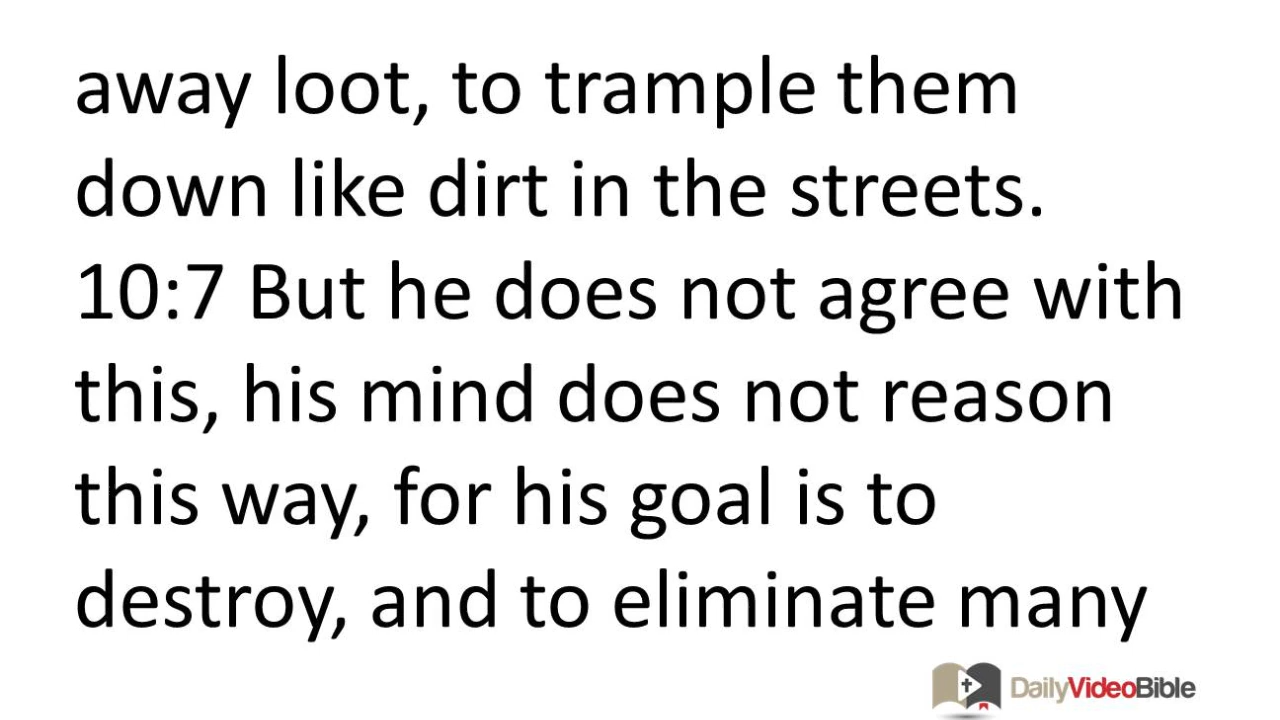 away loot, to trample them
down like dirt in the streets.
10:7 But he does not agree with
this, his mind does not reason
this way, for his goal is to
destroy, and to eliminate many
DailyVideoBible